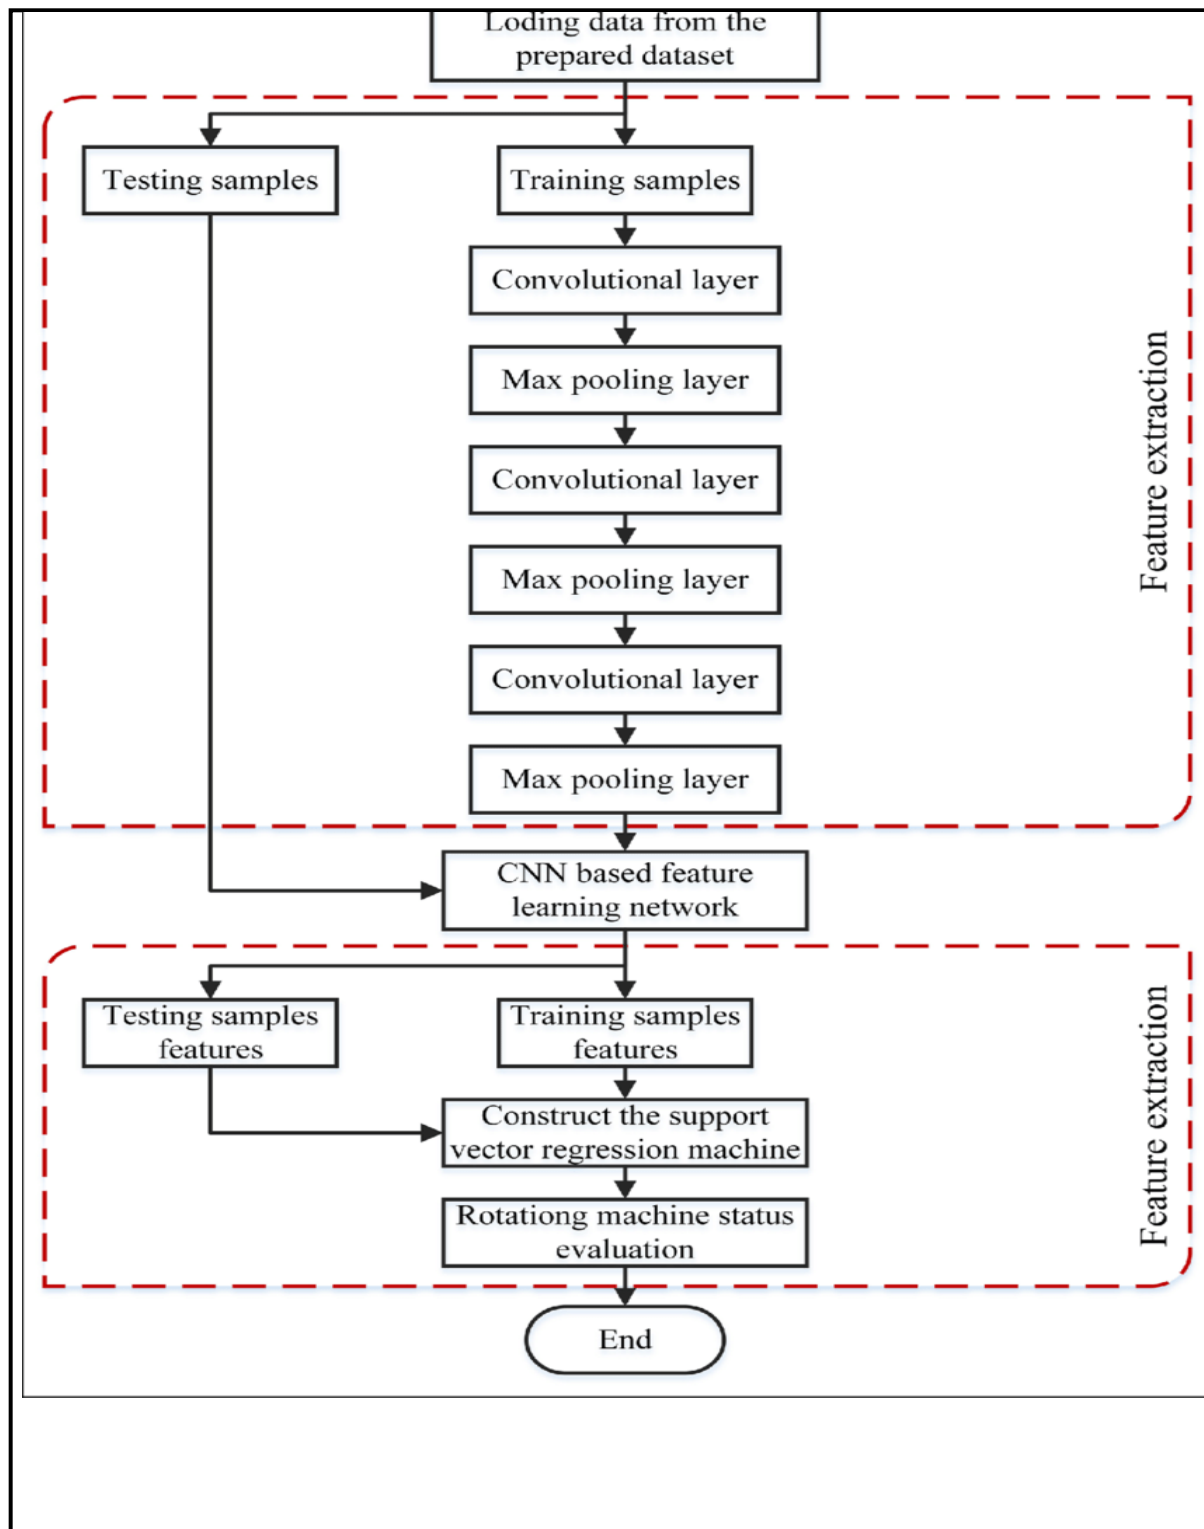 Loding data from the
prepared dataset
Testing samples
Training samples
Convolutional layer
Max pooling layer
Convolutional layer
Max pooling layer
Convolutional layer
Max pooling layer
Feature extraction
CNN based feature
learning network
Testing samples
features
Training samples
features
Construct the support
vector regression machine
Rotationg machine status
evaluation
Feature extraction
End